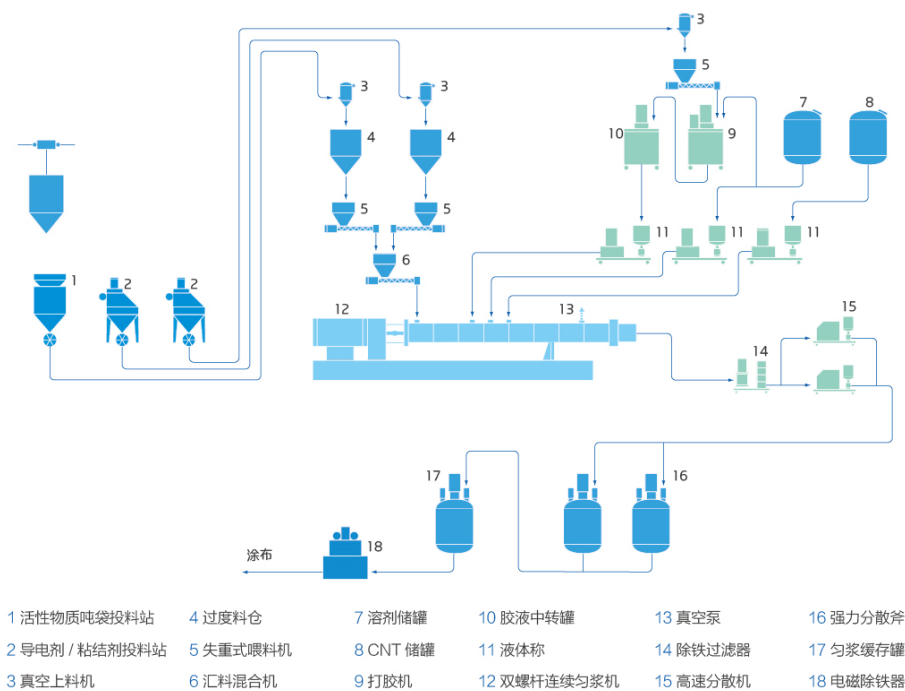 3
5
3
3
7
8
4
4
10
9
5
5
11
11
11
6
1
2
2
12
13
15
14
17
16
18
涂布
1 活性物质吨袋投料站
4 过度料仓
7 溶剂储罐
10 胶液中转罐
13 真空泵
16 强力分散斧
2 导电剂/粘结剂投料站
5 失重式喂料机
8 CNT 储罐
11 液体称
14 除铁过滤器
17 匀浆缓存罐
3 真空上料机
6 汇料混合机
9 打胶机
12 双螺杆连续匀浆机
15 高速分散机
18 电磁除铁器